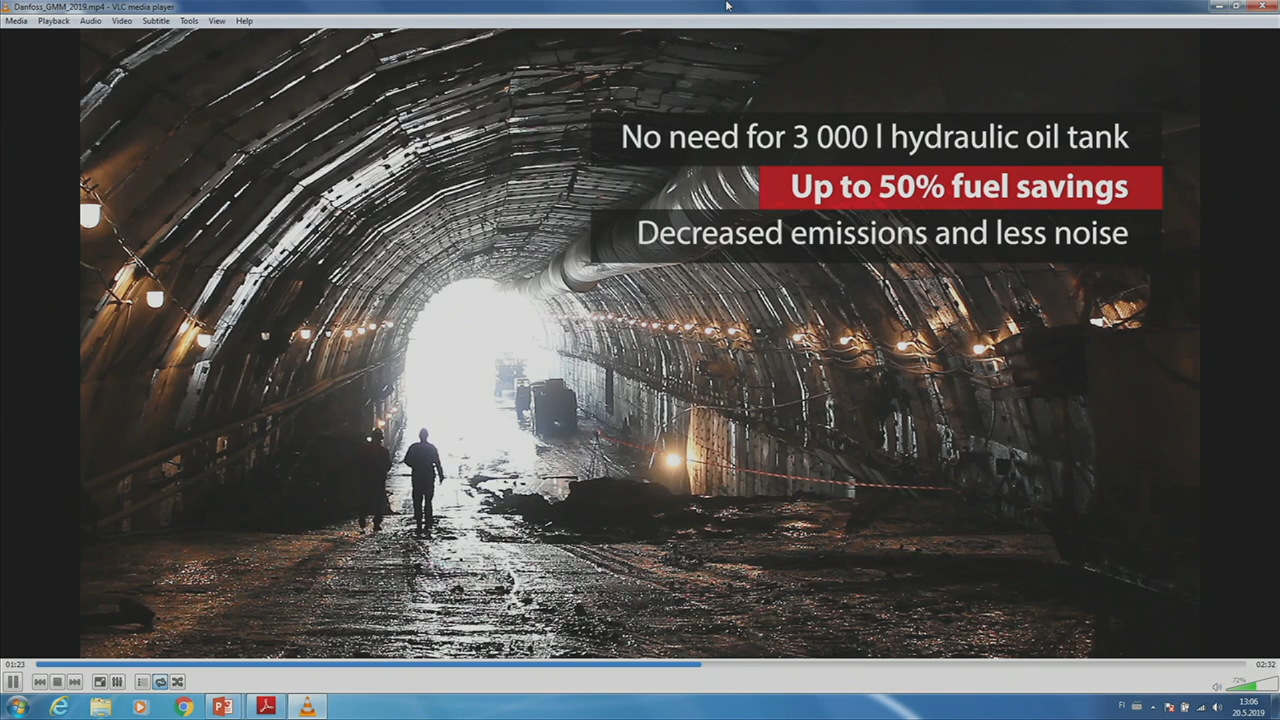 Danfoss_GMM_2019.mp4 - VLC media player
Media Playback Audio Video Subtitle Tools View Help
No need for 3 000 l hydraulic oil tank
Up to 50% fuel savings
Decreased emissions and less noise
01:23
02:32
72%
FI
13:06
20.5.2019